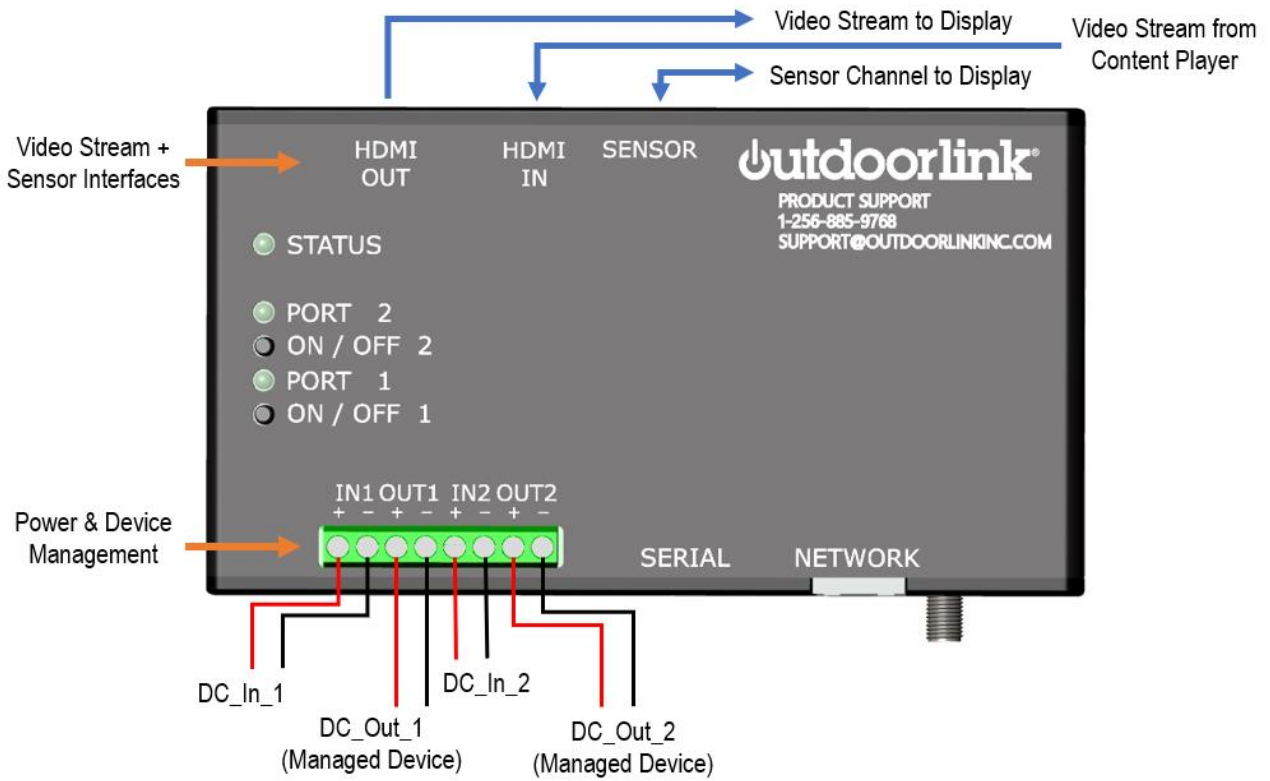 Video Stream to Display
Video Stream from
Content Player
Sensor Channel to Display
Video Stream +
Sensor Interfaces
HDMI
OUT
HDMI
IN
SENSOR
Outdoorlink®
PRODUCT SUPPORT
1-256-885-9768
SUPPORT@OUTDOORLINKINC.COM
STATUS
PORT 2
ON / OFF 2
PORT 1
ON / OFF 1
Power & Device
Management
IN1 OUT1 IN2 OUT2
+ − + − + − + −
SERIAL
NETWORK
DC_In_1
DC_Out_1
(Managed Device)
DC_In_2
DC_Out_2
(Managed Device)